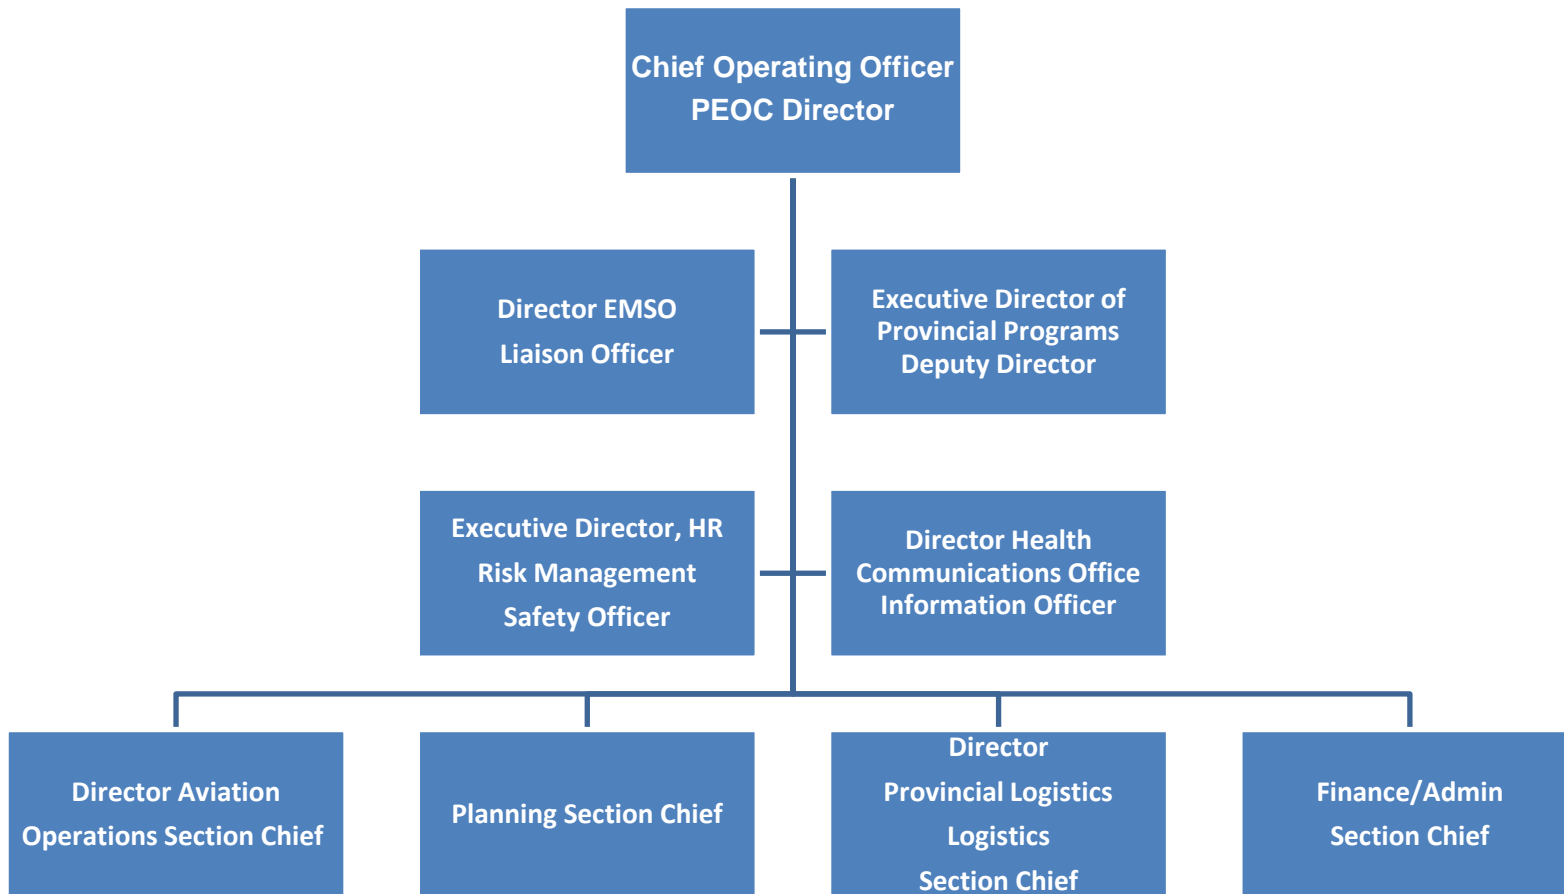 Chief Operating Officer
PEOC Director
Director EMSO
Liaison Officer
Executive Director of
Provincial Programs
Deputy Director
Executive Director, HR
Risk Management
Safety Officer
Director Health
Communications Office
Information Officer
Director Aviation
Operations Section Chief
Planning Section Chief
Director
Provincial Logistics
Logistics
Section Chief
Finance/Admin
Section Chief